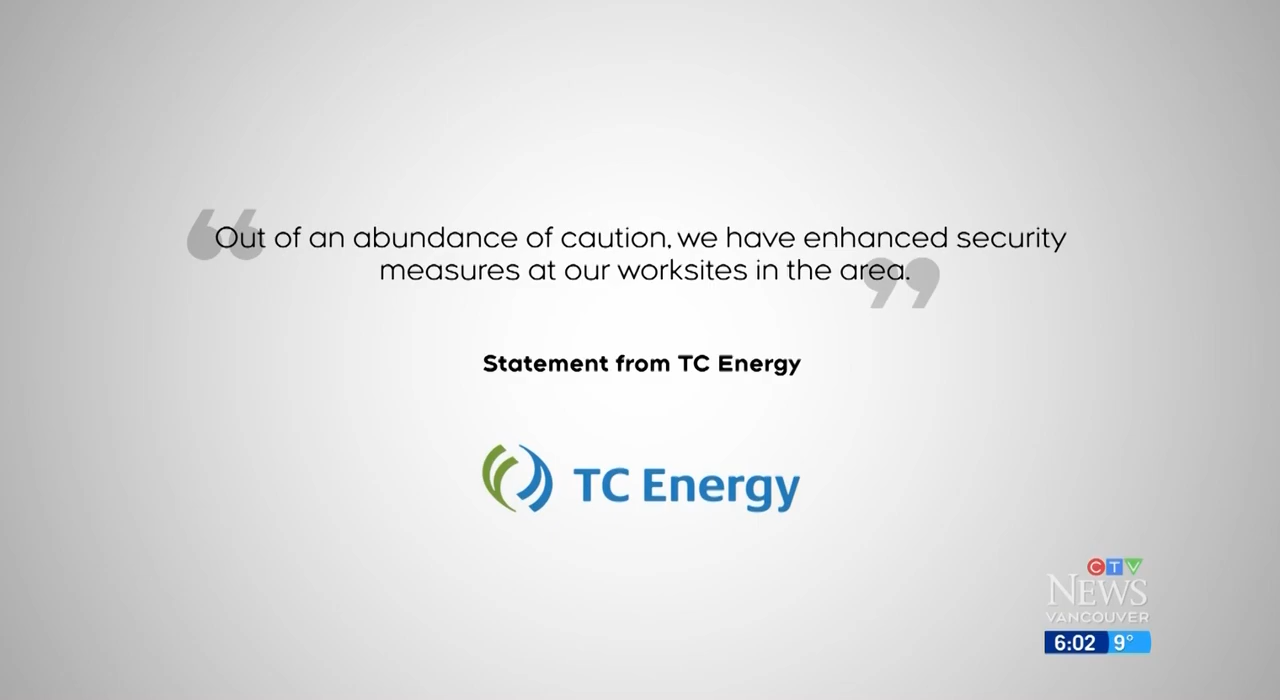 Out of an abundance of caution, we have enhanced security
measures at our worksites in the area.
Statement from TC Energy
TC Energy
CTV
NEWS
VANCOUVER
6:02 9°